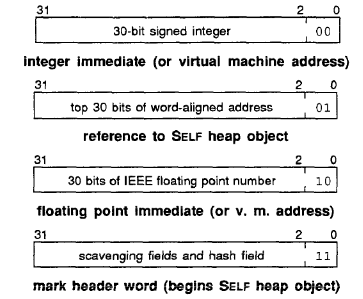 31 2 0
30-bit signed integer 00
integer immediate (or virtual machine address)
31 2 0
top 30 bits of word-aligned address 01
reference to SELF heap object
31 2 0
30 bits of IEEE floating point number 10
floating point immediate (or v. m. address)
31 2 0
scavenging fields and hash field 11
mark header word (begins SELF heap object)